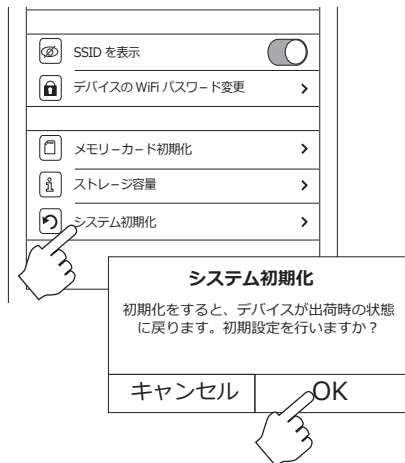 SSID を表示
デバイスの WiFi パスワード変更
メモリーカード初期化
ストレージ容量
システム初期化
システム初期化
初期化をすると、デバイスが出荷時の状態
に戻ります。初期設定を行いますか？
キャンセル OK